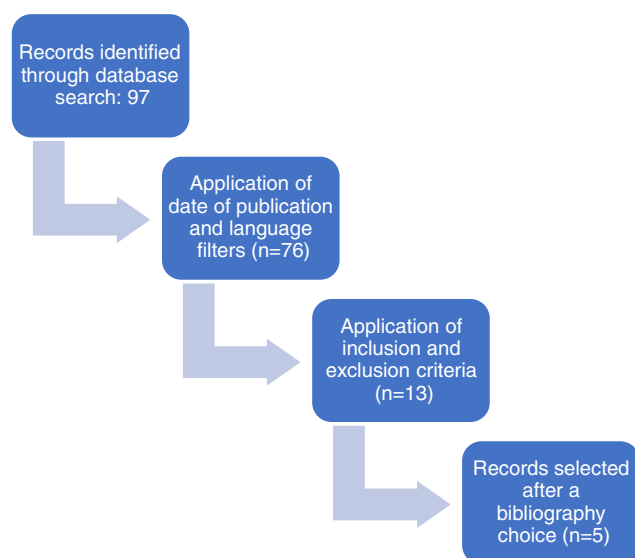 Records identified
through database
search: 97
Application of
date of publication
and language
filters (n=76)
Application of
inclusion and
exclusion criteria
(n=13)
Records selected
after a
bibliography
choice (n=5)